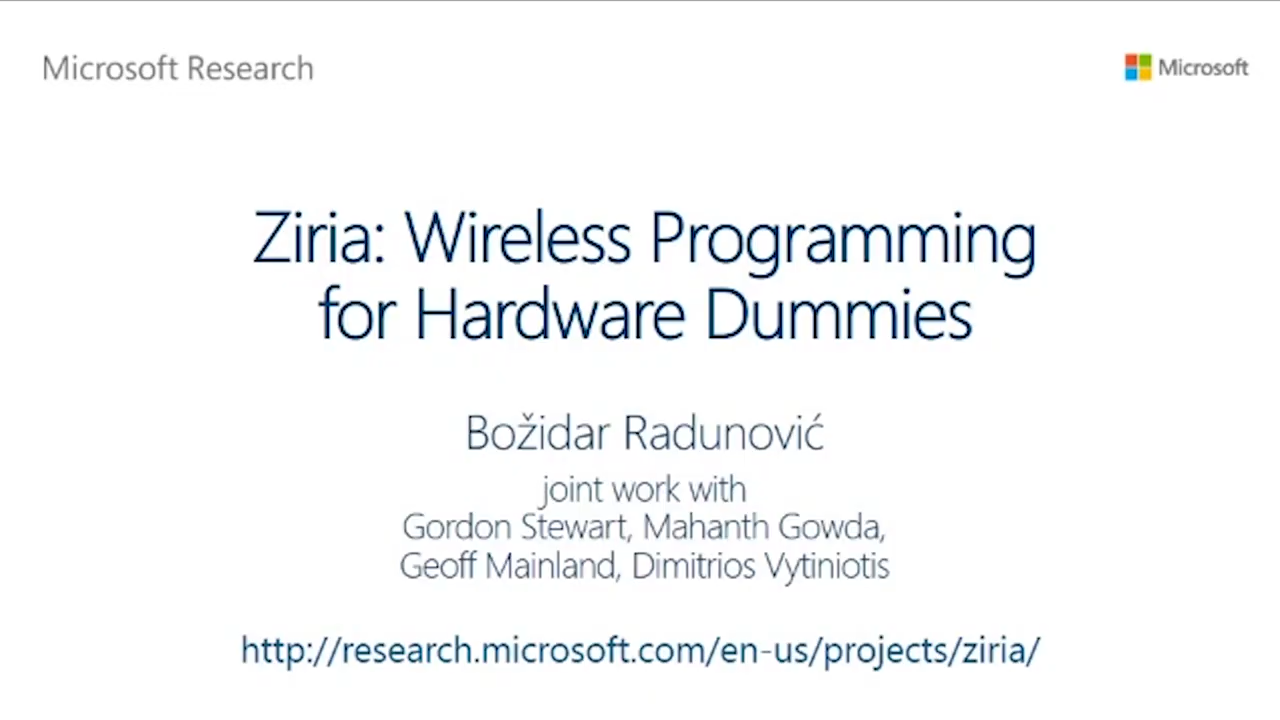 Microsoft Research
Microsoft
Ziria: Wireless Programming
for Hardware Dummies
Božidar Radunović
joint work with
Gordon Stewart, Mahanth Gowda,
Geoff Mainland, Dimitrios Vytiniotis
http://research.microsoft.com/en-us/projects/ziria/